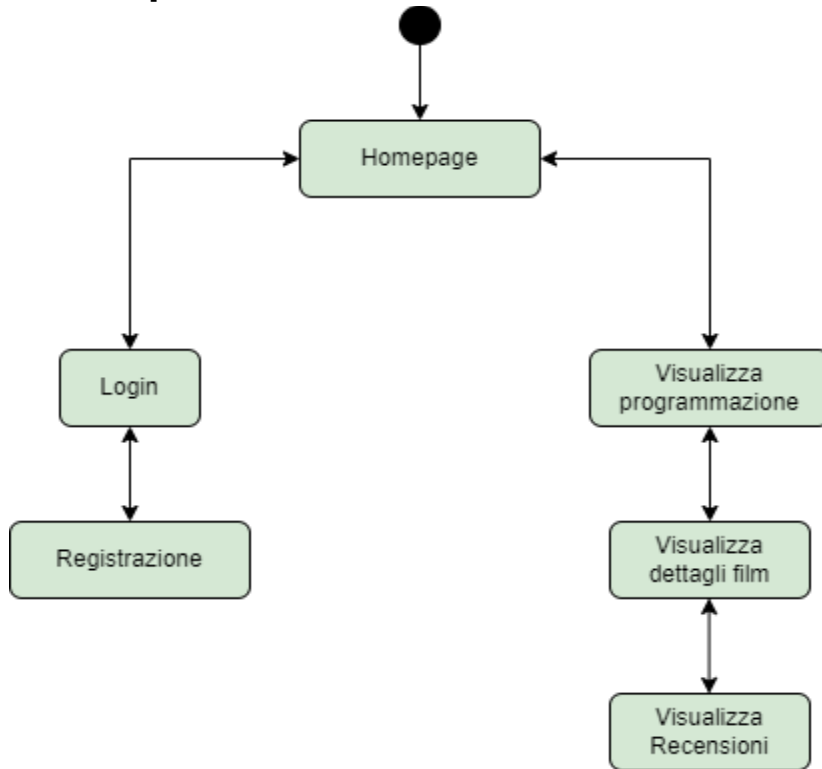 Homepage
Login
Visualizza
programmazione
Registrazione
Visualizza
dettagli film
Visualizza
Recensioni